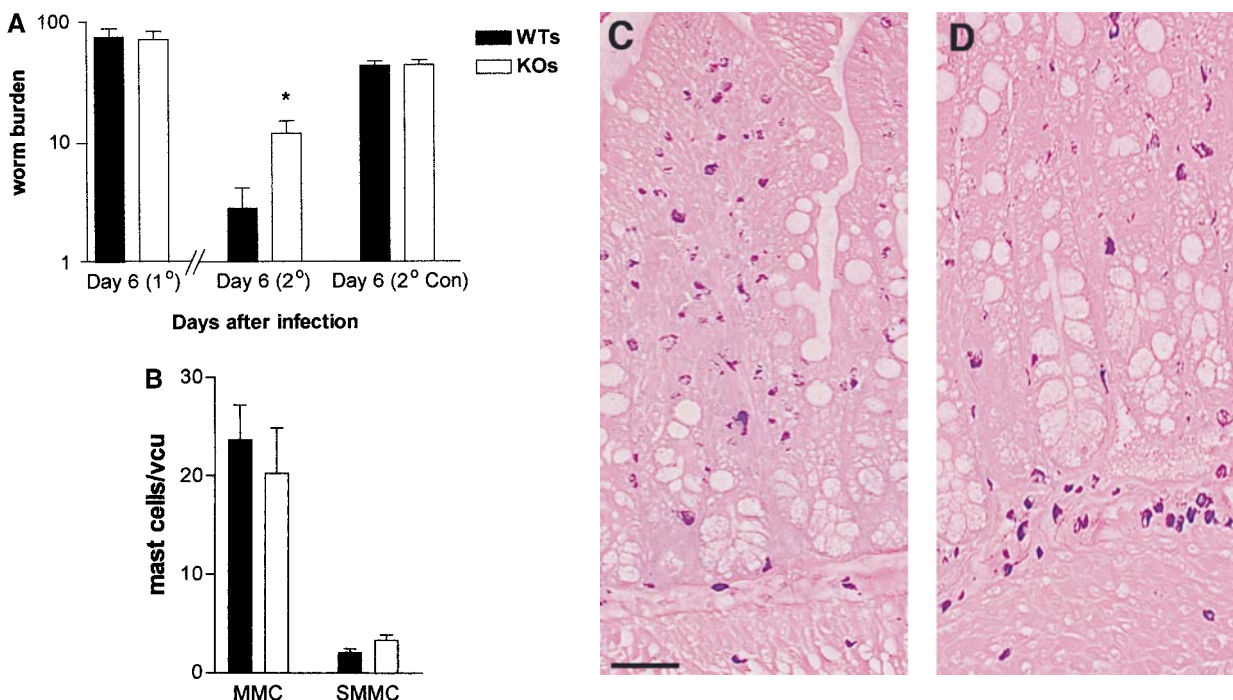 A
100
10
1
worm burden
WTs
KOs
*
Day 6 (1°)
Day 6 (2°)
Day 6 (2° Con)
Days after infection
B
30
20
10
0
mast cells/vcu
MMC
SMMC
C
D